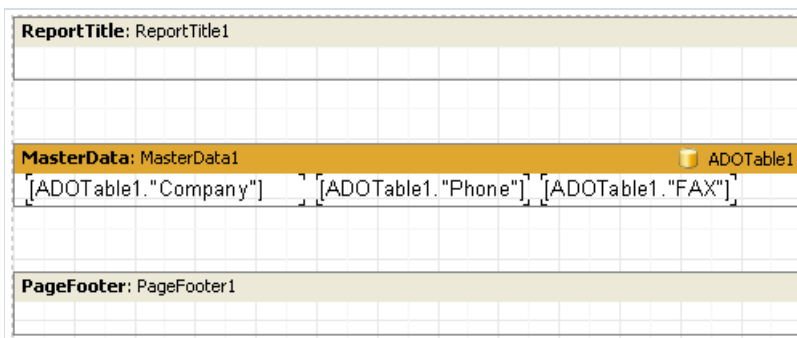 ReportTitle: ReportTitle1
MasterData: MasterData1 ADOTable1
[ADOTable1."Company"] [ADOTable1."Phone"] [ADOTable1."FAX"]
PageFooter: PageFooter1